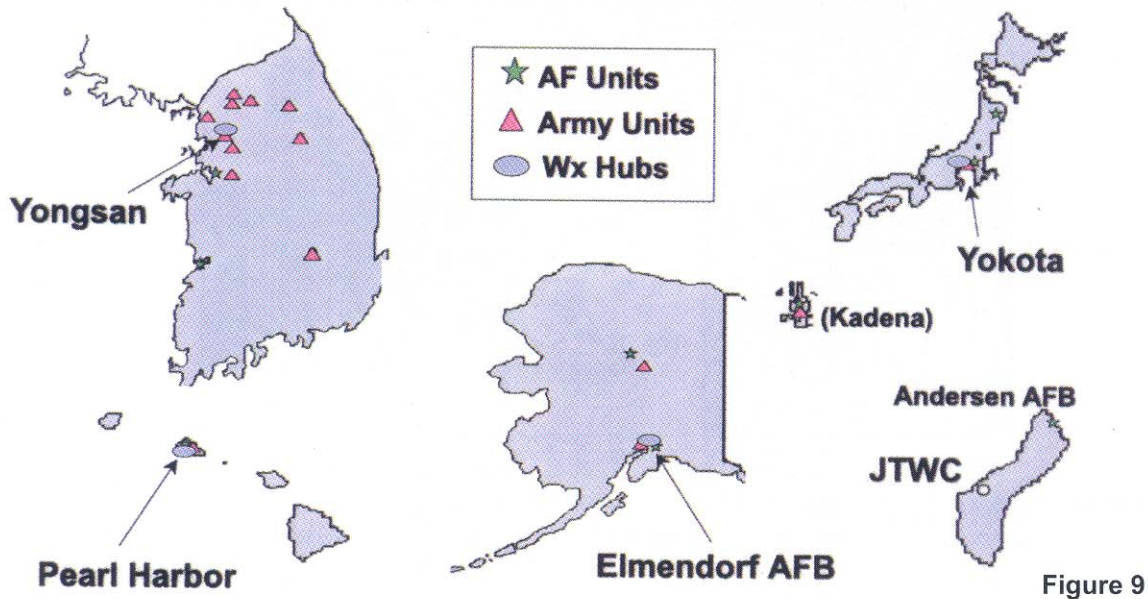 AF Units
Army Units
Wx Hubs
Yongsan
Yokota
(Kadena)
Andersen AFB
JTWC
Pearl Harbor
Elmendorf AFB
Figure 9